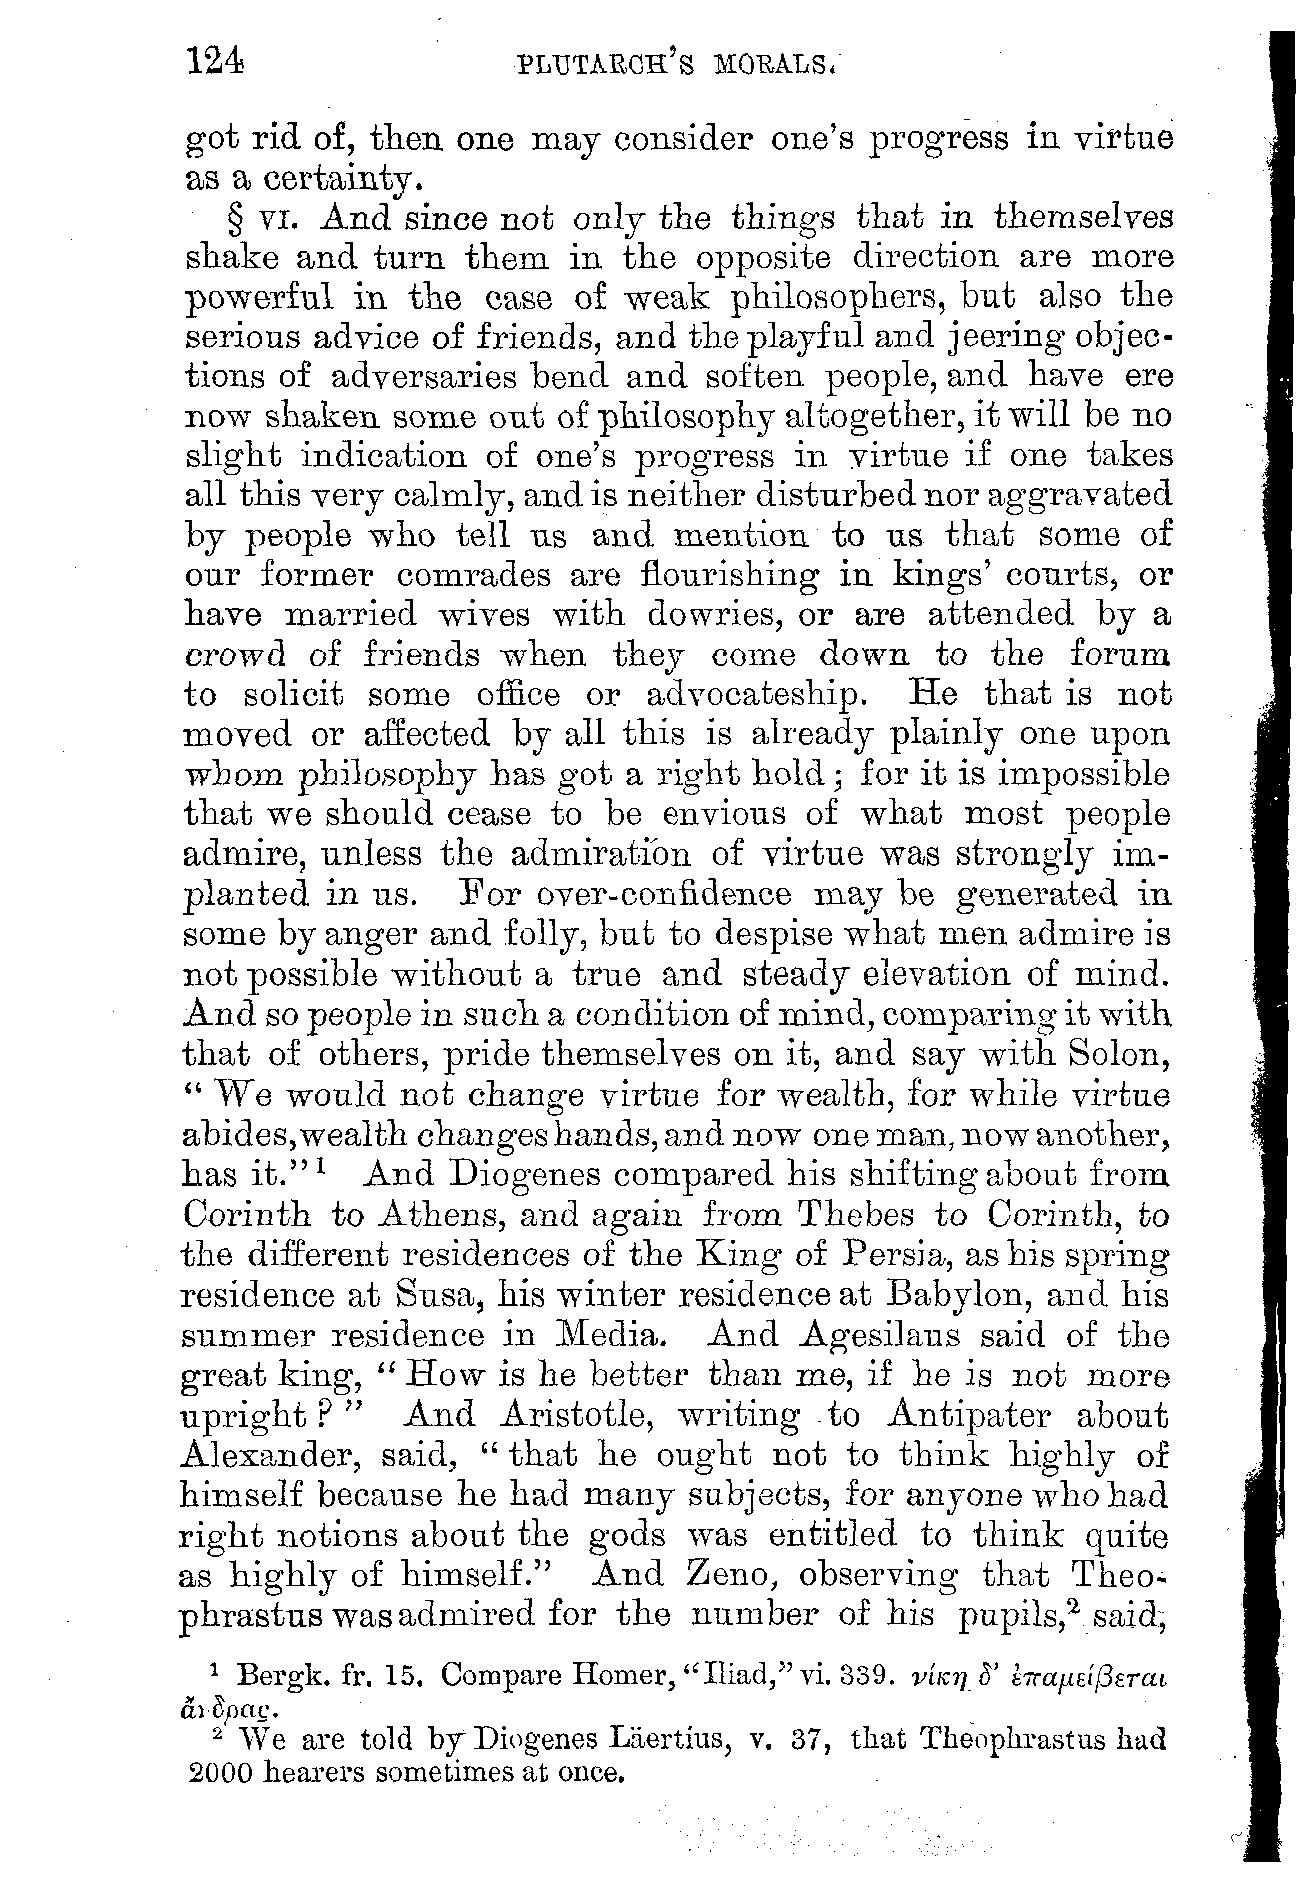 124 PLUTARCH'S MORALS.
got rid of, then one may consider one's progress in virtue
as a certainty.
§ VI. And since not only the things that in themselves
shake and turn them in the opposite direction are more
powerful in the case of weak philosophers, but also the
serious advice of friends, and the playful and jeering objec-
tions of adversaries bend and soften people, and have ere
now shaken some out of philosophy altogether, it will be no
slight indication of one's progress in virtue if one takes
all this very calmly, and is neither disturbed nor aggravated
by people who tell us and mention to us that some of
our former comrades are flourishing in kings' courts, or
have married wives with dowries, or are attended by a
crowd of friends when they come down to the forum
to solicit some office or advocateship. He that is not
moved or affected by all this is already plainly one upon
whom philosophy has got a right hold; for it is impossible
that we should cease to be envious of what most people
admire, unless the admiration of virtue was strongly im-
planted in us. For over-confidence may be generated in
some by anger and folly, but to despise what men admire is
not possible without a true and steady elevation of mind.
And so people in such a condition of mind, comparing it with
that of others, pride themselves on it, and say with Solon,
"We would not change virtue for wealth, for while virtue
abides, wealth changes hands, and now one man, now another,
has it."¹ And Diogenes compared his shifting about from
Corinth to Athens, and again from Thebes to Corinth, to
the different residences of the King of Persia, as his spring
residence at Susa, his winter residence at Babylon, and his
summer residence in Media. And Agesilaus said of the
great king, "How is he better than me, if he is not more
upright?" And Aristotle, writing to Antipater about
Alexander, said, "that he ought not to think highly of
himself because he had many subjects, for anyone who had
right notions about the gods was entitled to think quite
as highly of himself." And Zeno, observing that Theo-
phrastus was admired for the number of his pupils,² said,
¹ Bergk. fr. 15. Compare Homer, "Iliad," vi. 339. νίκη δ' ἐπαμείβεται
ἄνδρας.
² We are told by Diogenes Läertius, v. 37, that Theophrastus had
2000 hearers sometimes at once.